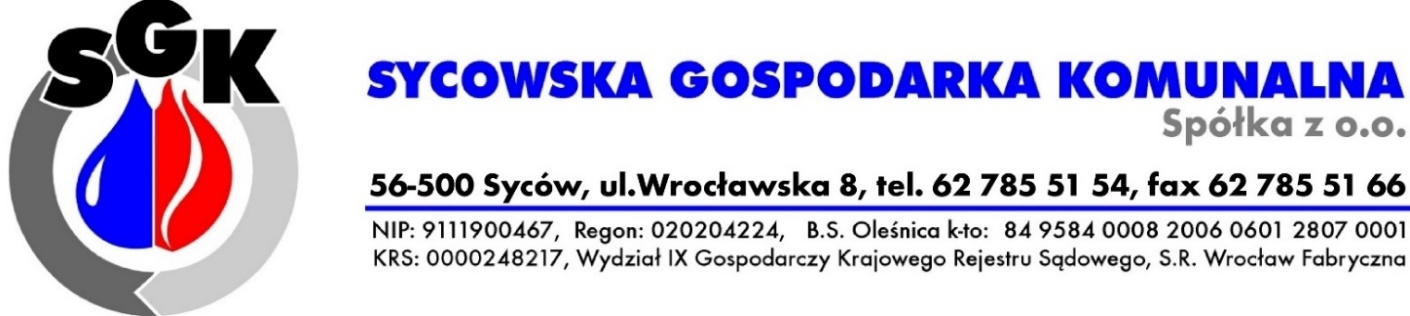 SGK
SYCOWSKA GOSPODARKA KOMUNALNA
Spółka z o.o.
56-500 Syców, ul.Wrocławska 8, tel. 62 785 51 54, fax 62 785 51 66
NIP: 9111900467, Regon: 020204224, B.S. Oleśnica k-to: 84 9584 0008 2006 0601 2807 0001
KRS: 0000248217, Wydział IX Gospodarczy Krajowego Rejestru Sądowego, S.R. Wrocław Fabryczna